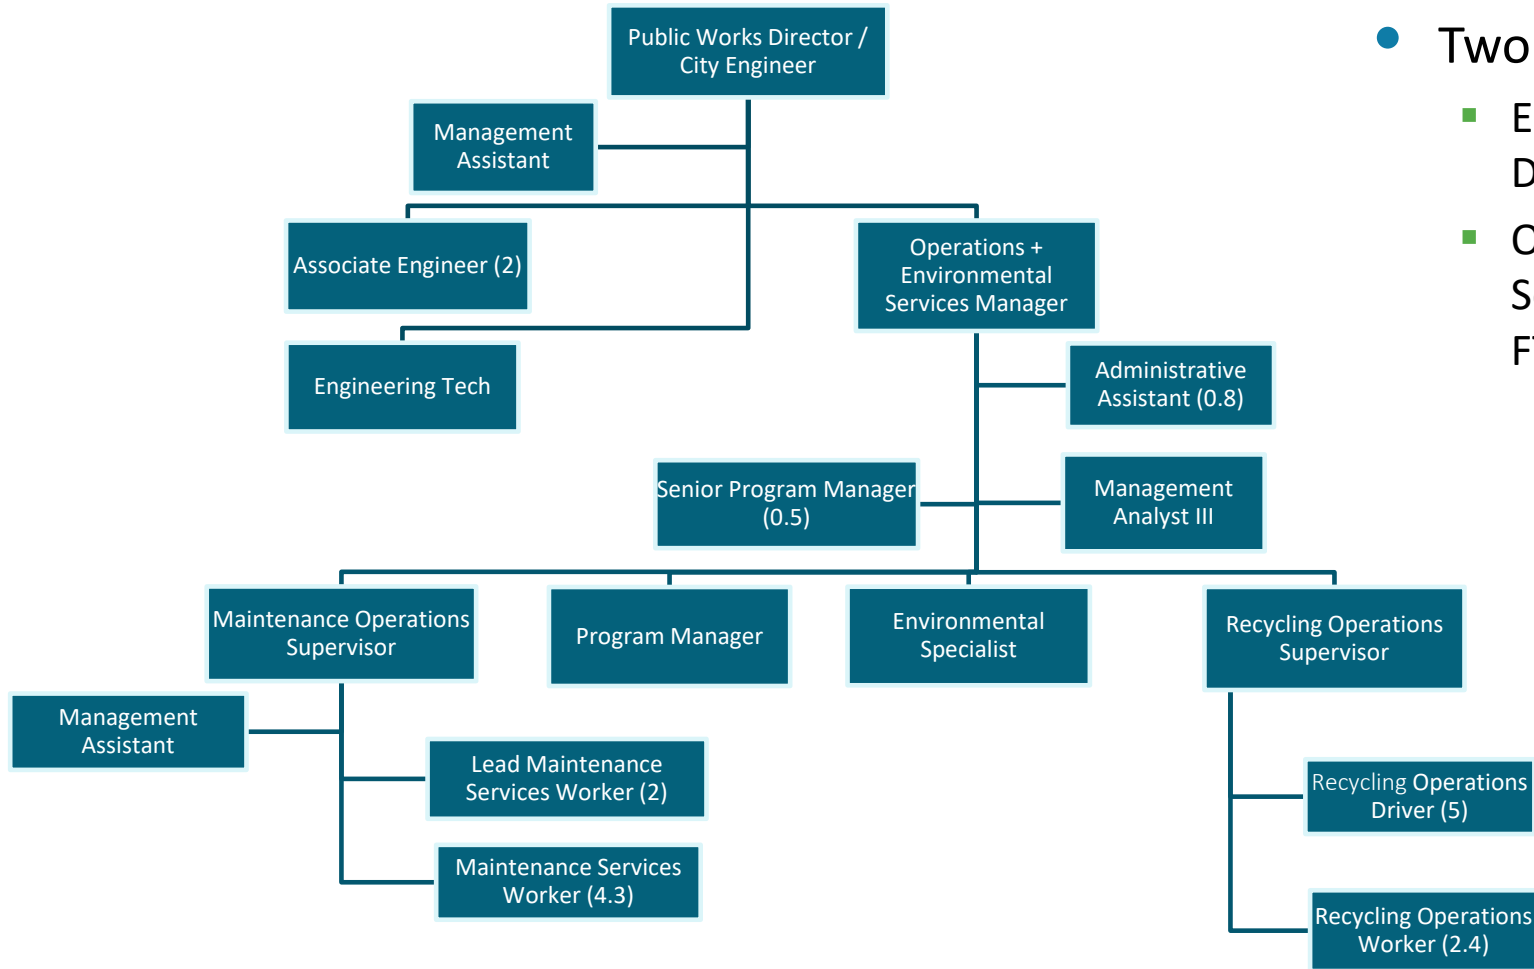 Public Works Director /
City Engineer
Management
Assistant
Associate Engineer (2)
Operations +
Environmental
Services Manager
Engineering Tech
Administrative
Assistant (0.8)
Senior Program Manager
(0.5)
Management
Analyst III
Maintenance Operations
Supervisor
Program Manager
Environmental
Specialist
Recycling Operations
Supervisor
Management
Assistant
Lead Maintenance
Services Worker (2)
Maintenance Services
Worker (4.3)
Recycling Operations
Driver (5)
Recycling Operations
Worker (2.4)
• Two
▪ E
D
▪ O
S
F